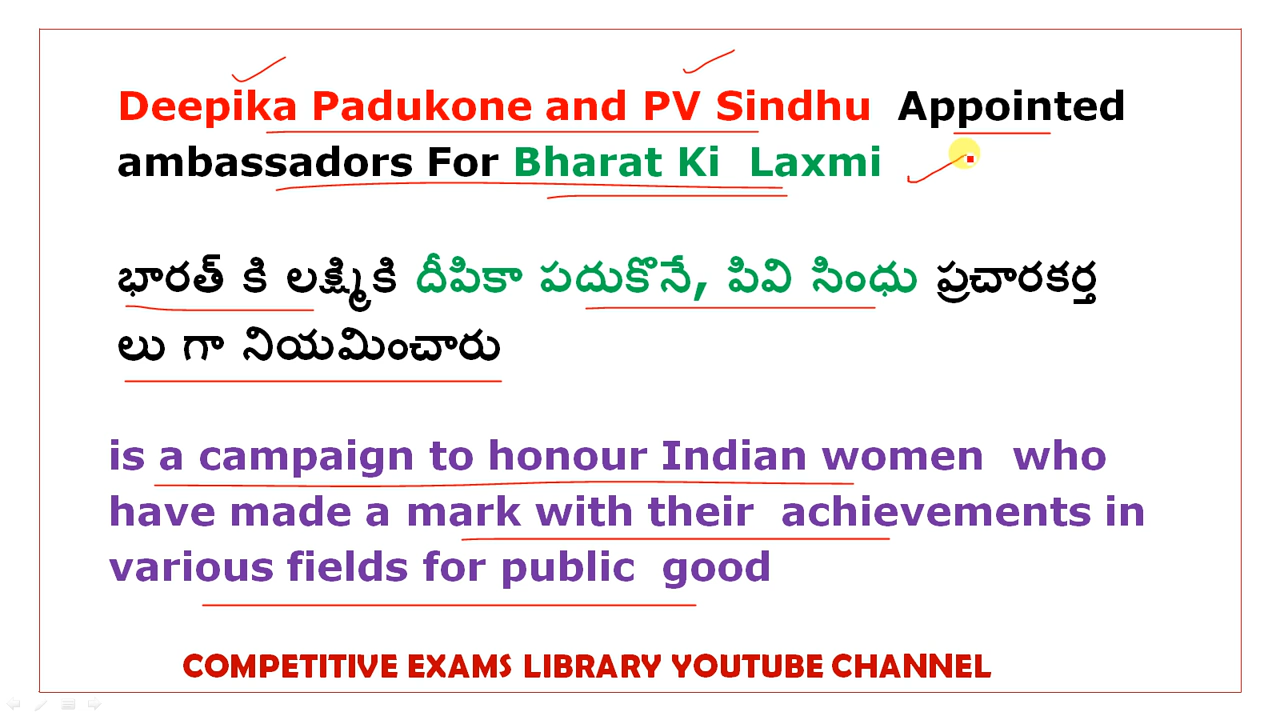 Deepika Padukone and PV Sindhu Appointed
ambassadors For Bharat Ki Laxmi
భారత్ కి లక్ష్మికి దీపికా పదుకొనే, పివి సింధు ప్రచారకర్త
లు గా నియమించారు
is a campaign to honour Indian women who
have made a mark with their achievements in
various fields for public good
COMPETITIVE EXAMS LIBRARY YOUTUBE CHANNEL